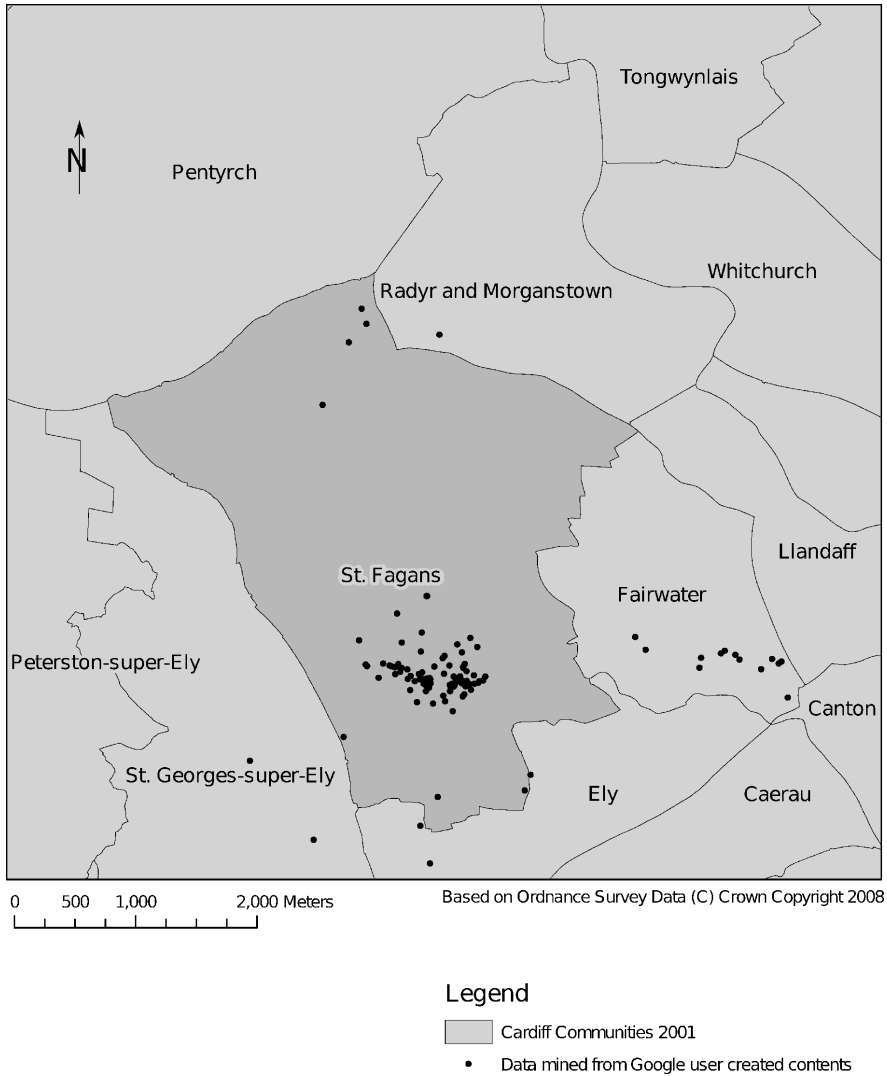 Tongwynlais
N
Pentyrch
Whitchurch
Radyr and Morganstown
Llandaff
St. Fagans
Fairwater
Peterston-super-Ely
Canton
St. Georges-super-Ely
Ely
Caerau
0 500 1,000 2,000 Meters
Based on Ordnance Survey Data (C) Crown Copyright 2008
Legend
Cardiff Communities 2001
Data mined from Google user created contents